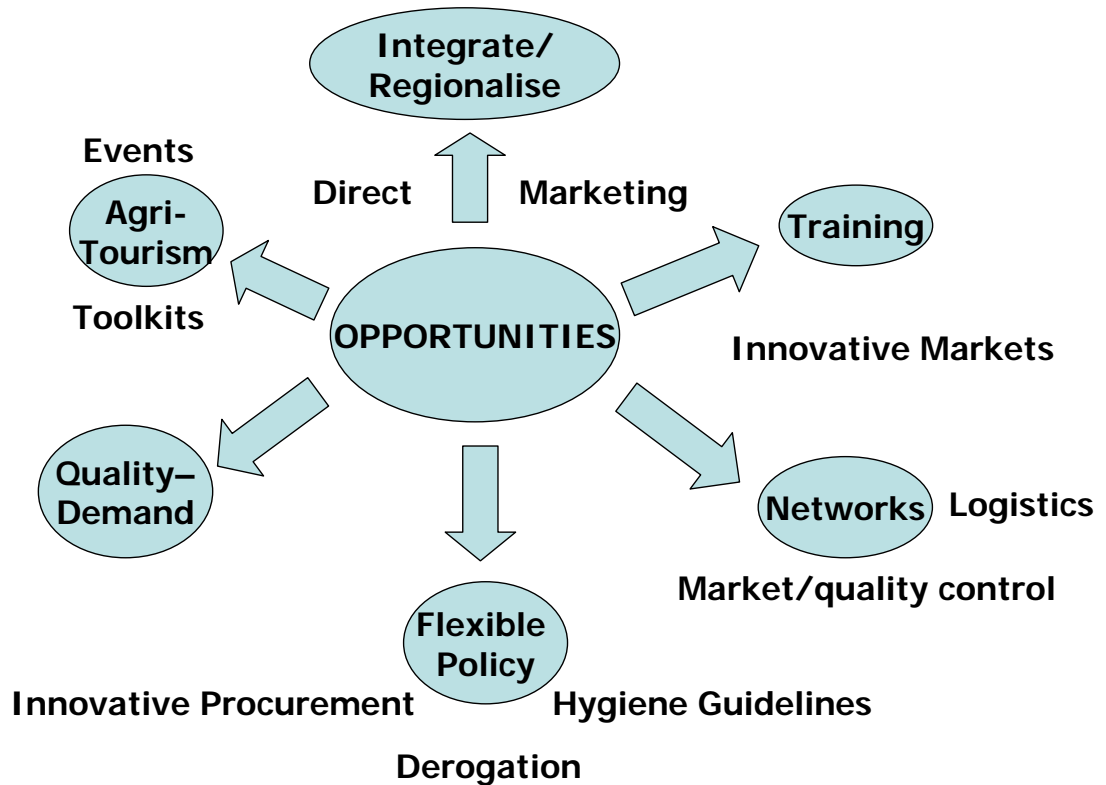 Integrate/
Regionalise
Events
Direct Marketing
Agri-
Tourism
Training
Toolkits
OPPORTUNITIES
Innovative Markets
Quality–
Demand
Networks Logistics
Market/quality control
Flexible
Policy
Innovative Procurement Hygiene Guidelines
Derogation